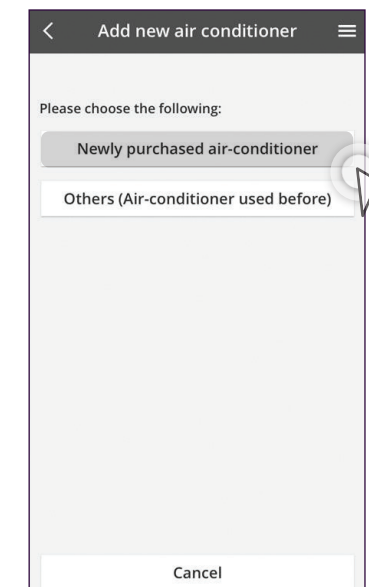 Add new air conditioner
Please choose the following:
Newly purchased air-conditioner
Others (Air-conditioner used before)
Cancel